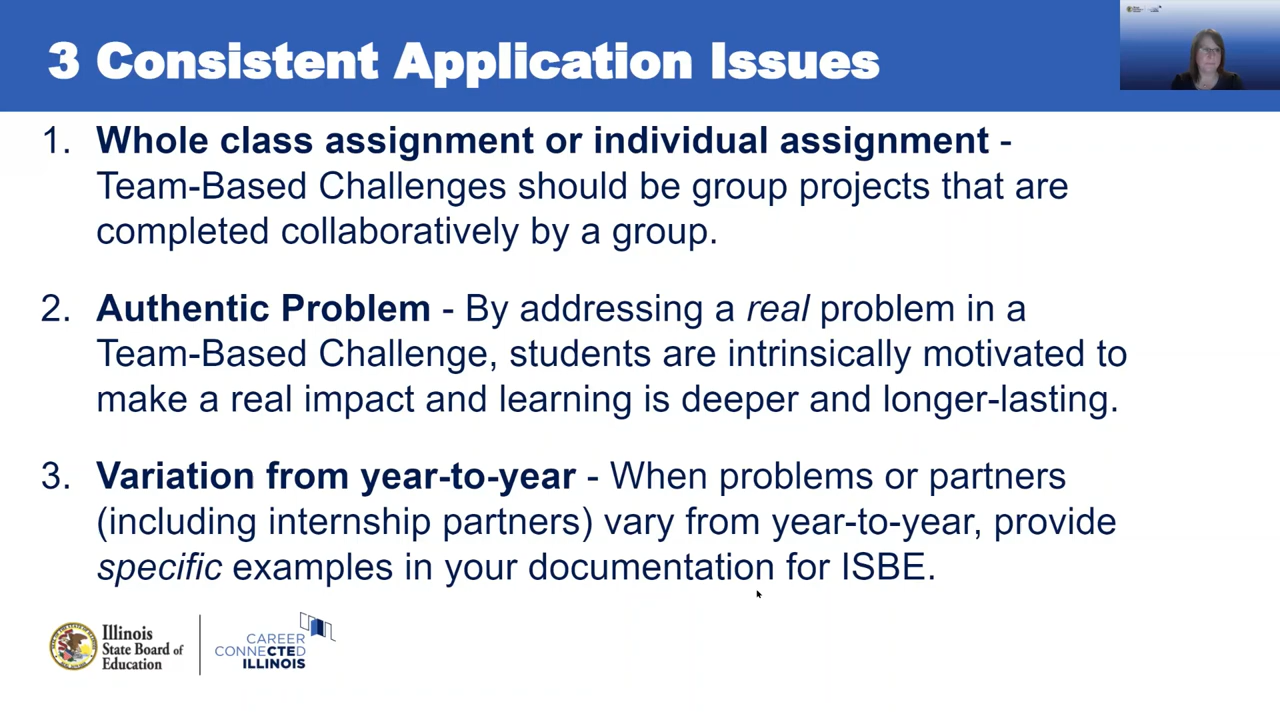 3 Consistent Application Issues
1. Whole class assignment or individual assignment -
Team-Based Challenges should be group projects that are
completed collaboratively by a group.
2. Authentic Problem - By addressing a real problem in a
Team-Based Challenge, students are intrinsically motivated to
make a real impact and learning is deeper and longer-lasting.
3. Variation from year-to-year - When problems or partners
(including internship partners) vary from year-to-year, provide
specific examples in your documentation for ISBE.
Illinois
State Board of
Education
CAREER
CONNECTED
ILLINOIS